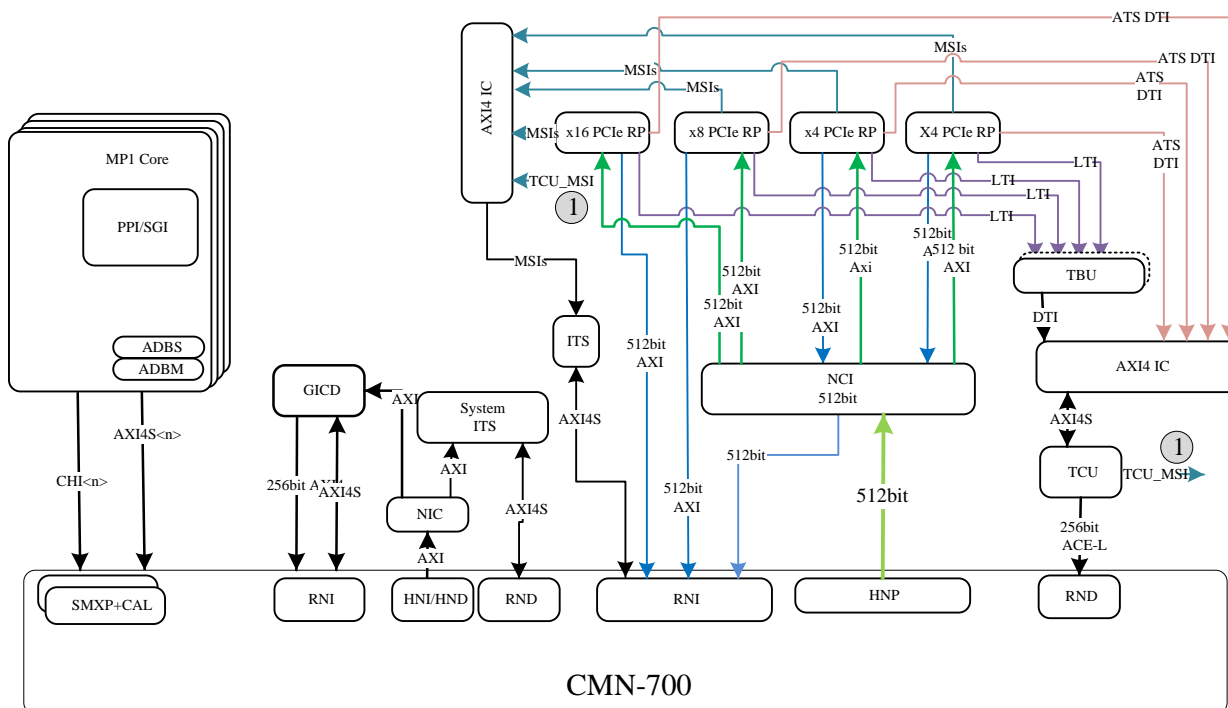 ATS DTI
MSIs
ATS DTI
MSIs
MSIs
ATS
DTI
AXI4 IC
MSIs
x16 PCIe RP
x8 PCIe RP
x4 PCIe RP
X4 PCIe RP
ATS
DTI
MP1 Core
TCU_MSI
1
LTI
LTI
LTI
LTI
PPI/SGI
MSIs
512bit
AXI
512bit
AXI
512bit
Axi
512bit
AXI
512bit
A
512 bit
AXI
TBU
DTI
ITS
512bit
AXI
ADBS
ADBM
AXI4 IC
NCI
512bit
GICD
AXI
System
ITS
AXI4S
AXI4S
AXI4S<n>
CHI<n>
512bit
1
TCU
TCU_MSI
AXI
256bit
AXI4S
512bit
AXI
512bit
NIC
AXI4S
AXI
256bit
ACE-L
SMXP+CAL
RNI
HNI/HND
RND
RNI
HNP
RND
CMN-700